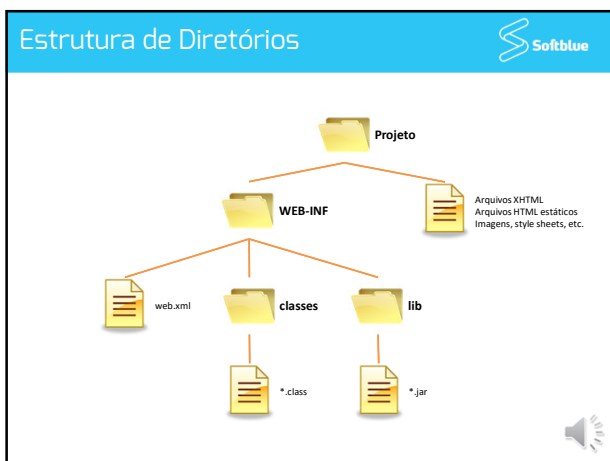 Estrutura de Diretórios
Softblue
Projeto
WEB-INF
Arquivos XHTML
Arquivos HTML estáticos
Imagens, style sheets, etc.
web.xml
classes
lib
*.class
*.jar